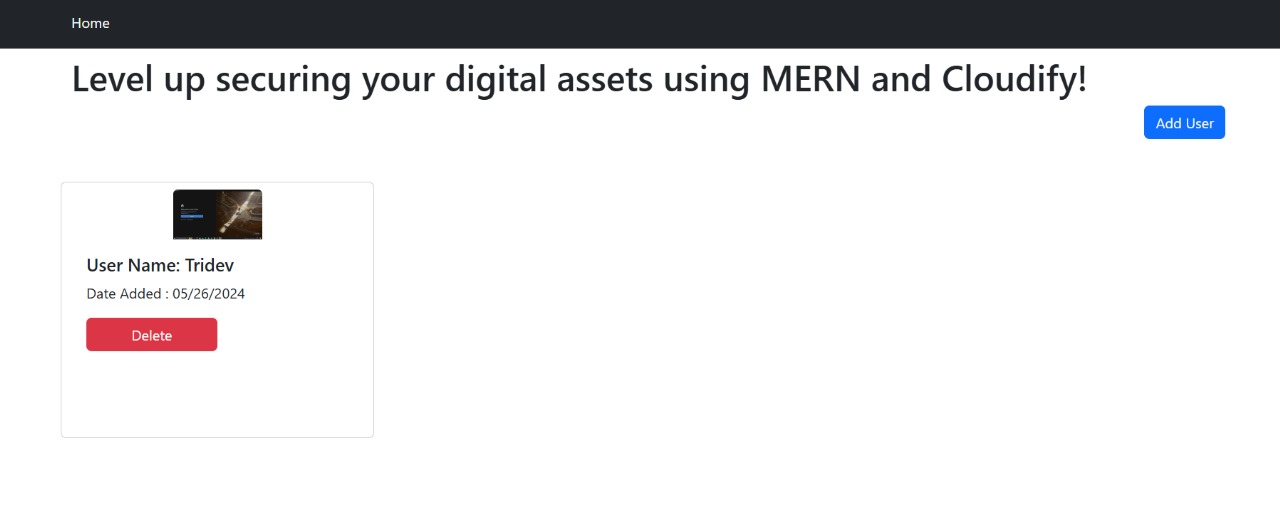 Home
Level up securing your digital assets using MERN and Cloudify!
Add User
User Name: Tridev
Date Added : 05/26/2024
Delete